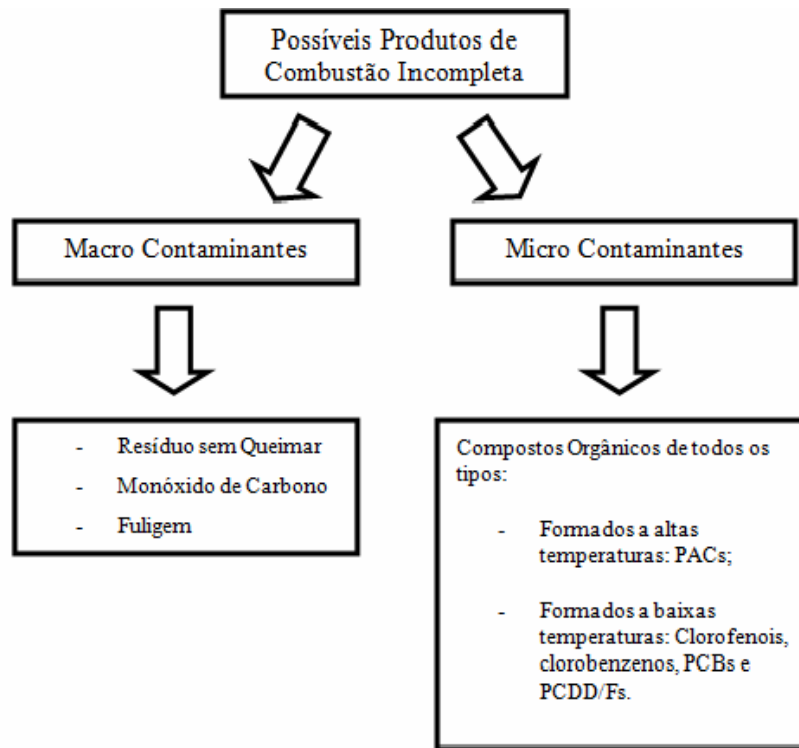 Possíveis Produtos de
Combustão Incompleta
Macro Contaminantes
Micro Contaminantes
- Resíduo sem Queimar
- Monóxido de Carbono
- Fuligem
Compostos Orgânicos de todos os
tipos:
- Formados a altas
temperaturas: PACs;
- Formados a baixas
temperaturas: Clorofenois,
clorobenzenos, PCBs e
PCDD/Fs.